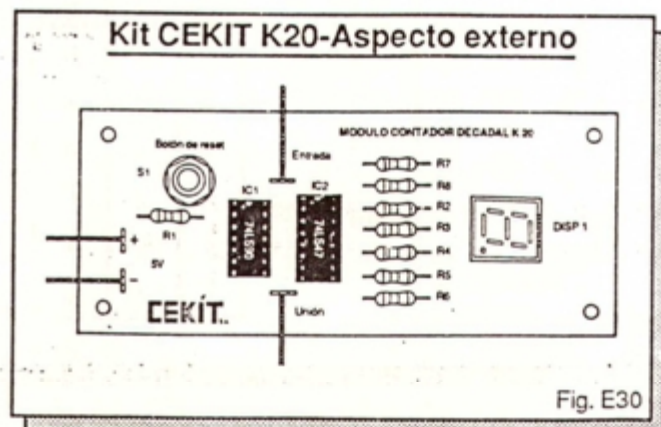 Kit CEKIT K20-Aspecto externo
MODULO CONTADOR DECADAL K 20
Botón de reset
Entrada
S1
IC1
IC2
R7
R8
R2
R3
R4
R5
R6
74LS90
74LS47
DISP 1
R1
+
5V
-
CEKÍT
Unión
Fig. E30